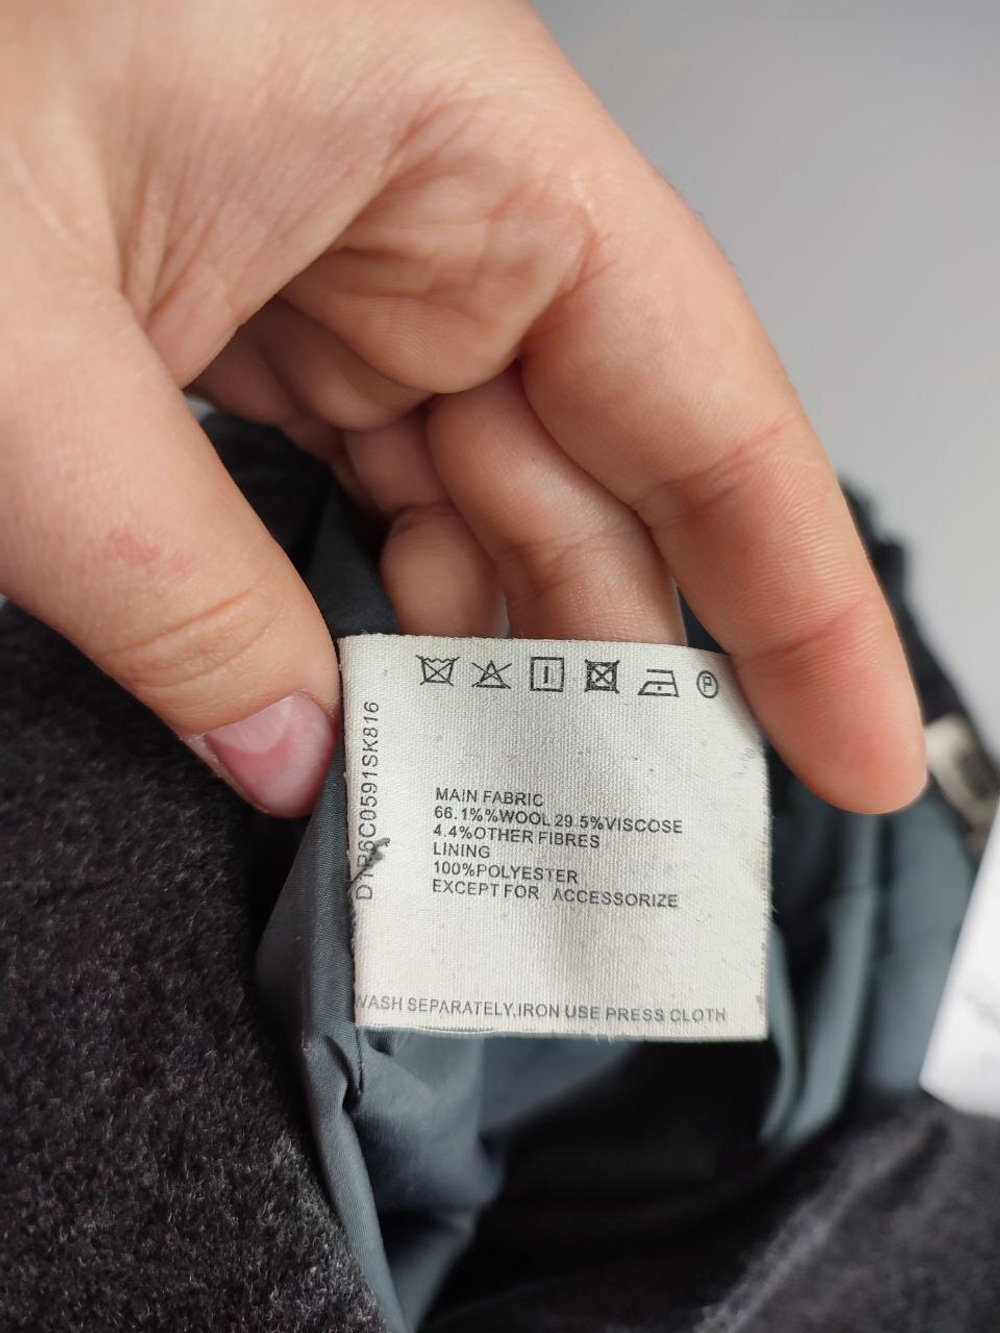 MAIN FABRIC
66.1%%WOOL 29.5%VISCOSE
4.4%OTHER FIBRES
LINING
100%POLYESTER
EXCEPT FOR ACCESSORIZE
WASH SEPARATELY,IRON USE PRESS CLOTH
P